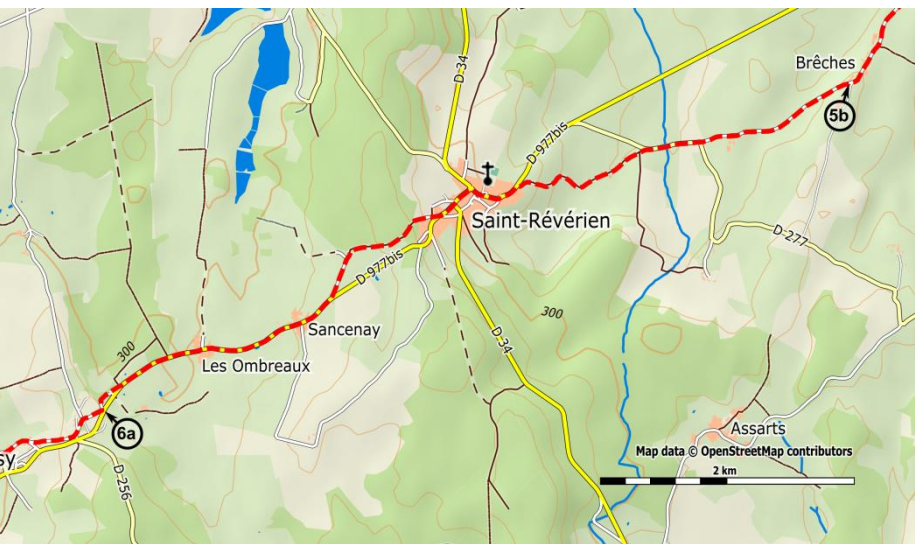 D-34
Brêches
5b
D-977bis
Saint-Révérien
D-277
D-977bis
300
Sancenay
D-34
300
Les Ombreaux
6a
Assarts
sy
Map data © OpenStreetMap contributors
2 km
D-256